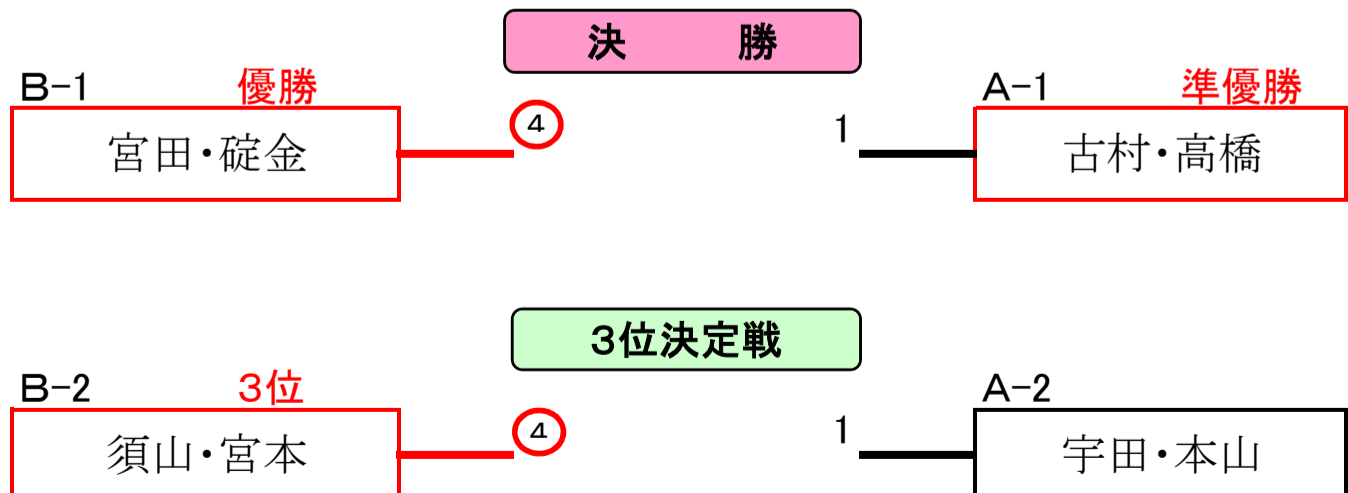 決 勝
B-1 優勝 A-1 準優勝
④ 1
宮田・碇金 古村・高橋
3位決定戦
B-2 3位 A-2
④ 1
須山・宮本 宇田・本山